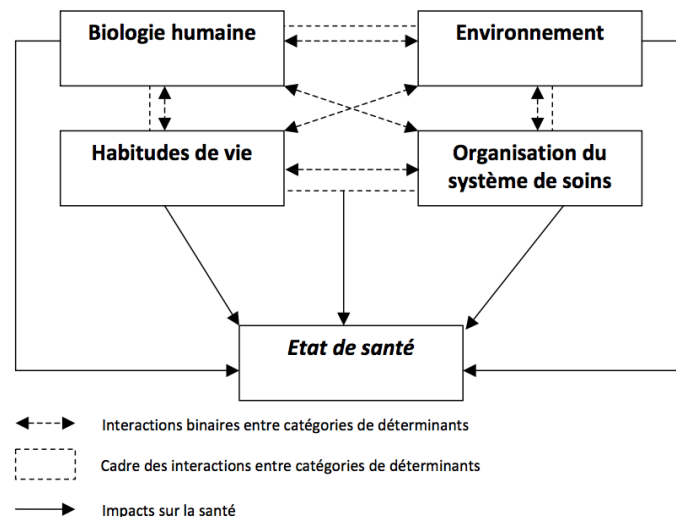 Biologie humaine
Environnement
Habitudes de vie
Organisation du
système de soins
Etat de santé
Interactions binaires entre catégories de déterminants
Cadre des interactions entre catégories de déterminants
Impacts sur la santé